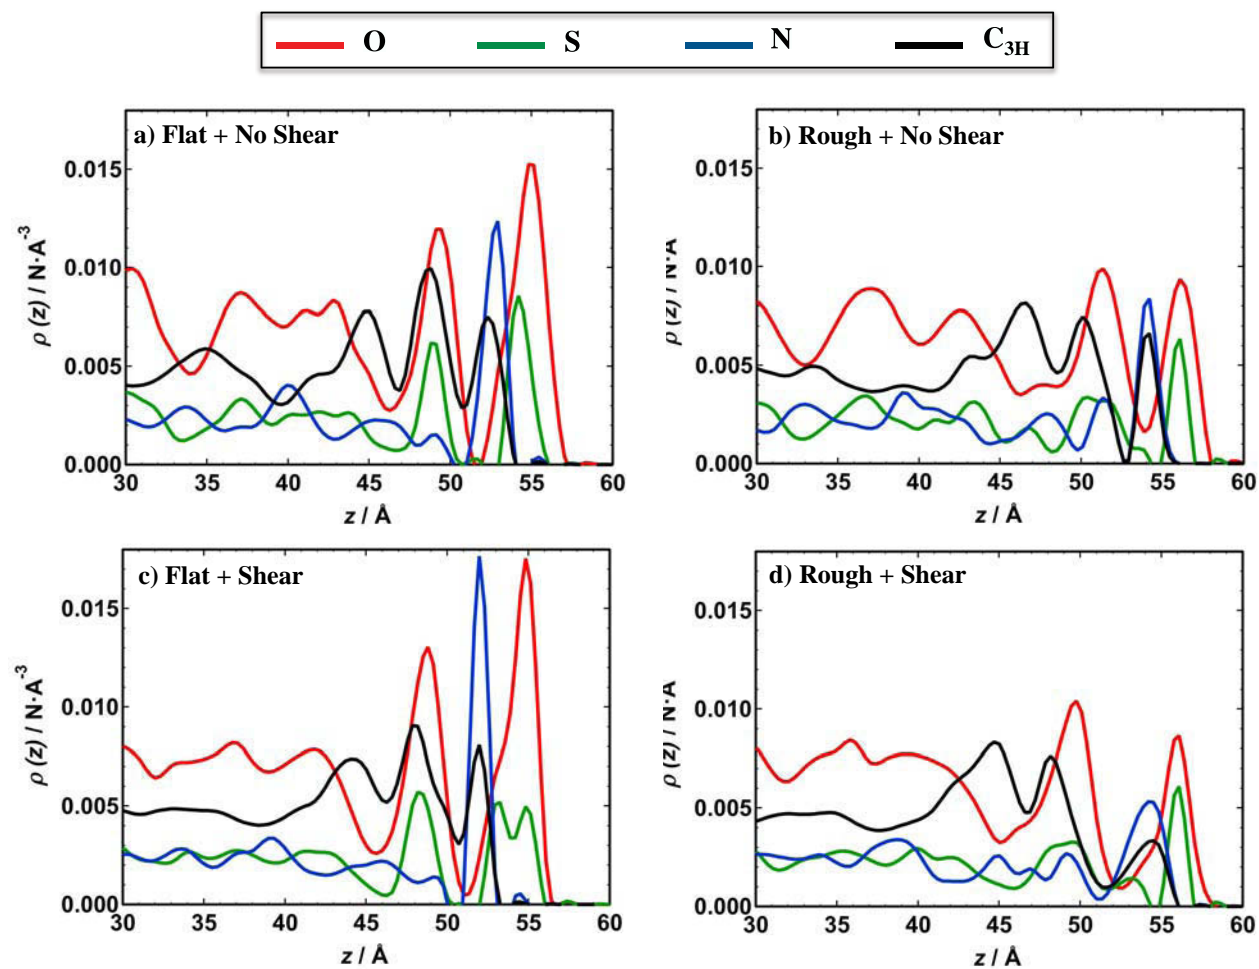 O S N C3H
a) Flat + No Shear
0.015
0.010
0.005
0.000
ρ (z) / N·A-3
30 35 40 45 50 55 60
z / Å
b) Rough + No Shear
0.015
0.010
0.005
0.000
ρ (z) / N·A
30 35 40 45 50 55 60
z / Å
c) Flat + Shear
0.015
0.010
0.005
0.000
ρ (z) / N·A-3
30 35 40 45 50 55 60
z / Å
d) Rough + Shear
0.015
0.010
0.005
0.000
ρ (z) / N·A
30 35 40 45 50 55 60
z / Å